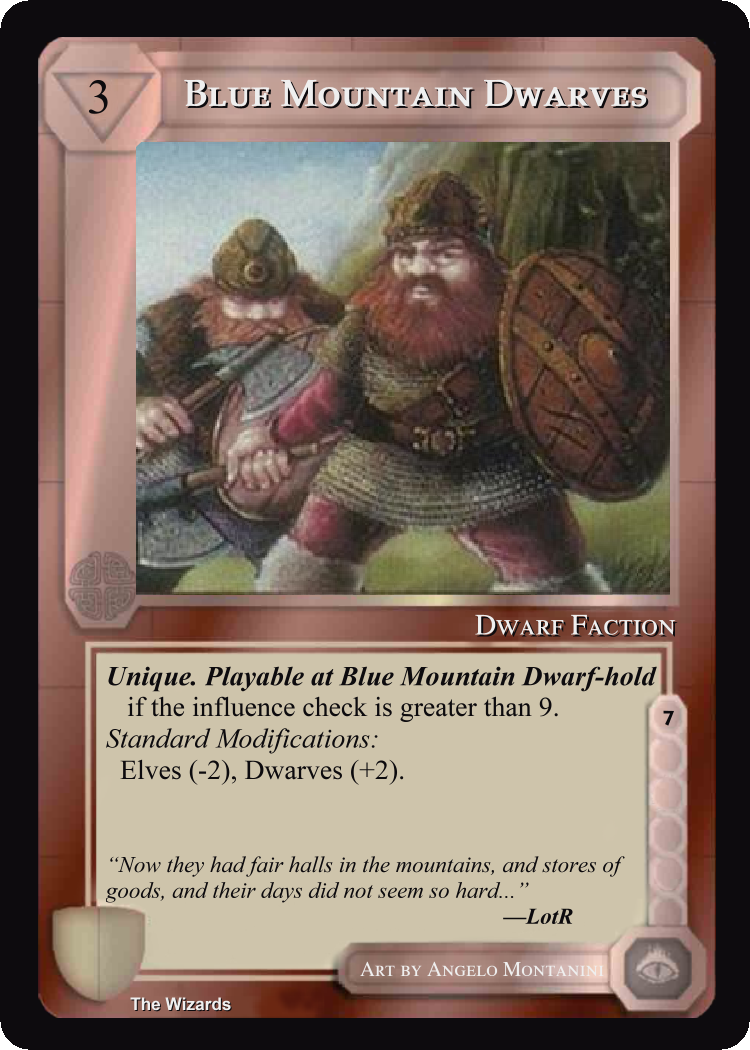 3
Blue Mountain Dwarves
Dwarf Faction
Unique. Playable at Blue Mountain Dwarf-hold
if the influence check is greater than 9.
7
Standard Modifications:
Elves (-2), Dwarves (+2).
“Now they had fair halls in the mountains, and stores of
goods, and their days did not seem so hard...”
—LotR
Art by Angelo Montanini
The Wizards